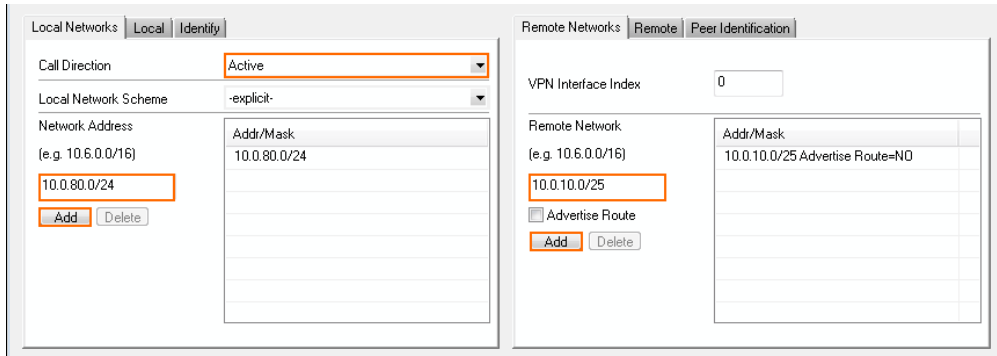 Local Networks Local Identify
Call Direction Active
Local Network Scheme -explicit-
Network Address
(e.g. 10.6.0.0/16)
10.0.80.0/24
Add Delete
Addr/Mask
10.0.80.0/24
Remote Networks Remote Peer Identification
VPN Interface Index 0
Remote Network
(e.g. 10.6.0.0/16)
10.0.10.0/25
Advertise Route
Add Delete
Addr/Mask
10.0.10.0/25 Advertise Route=NO